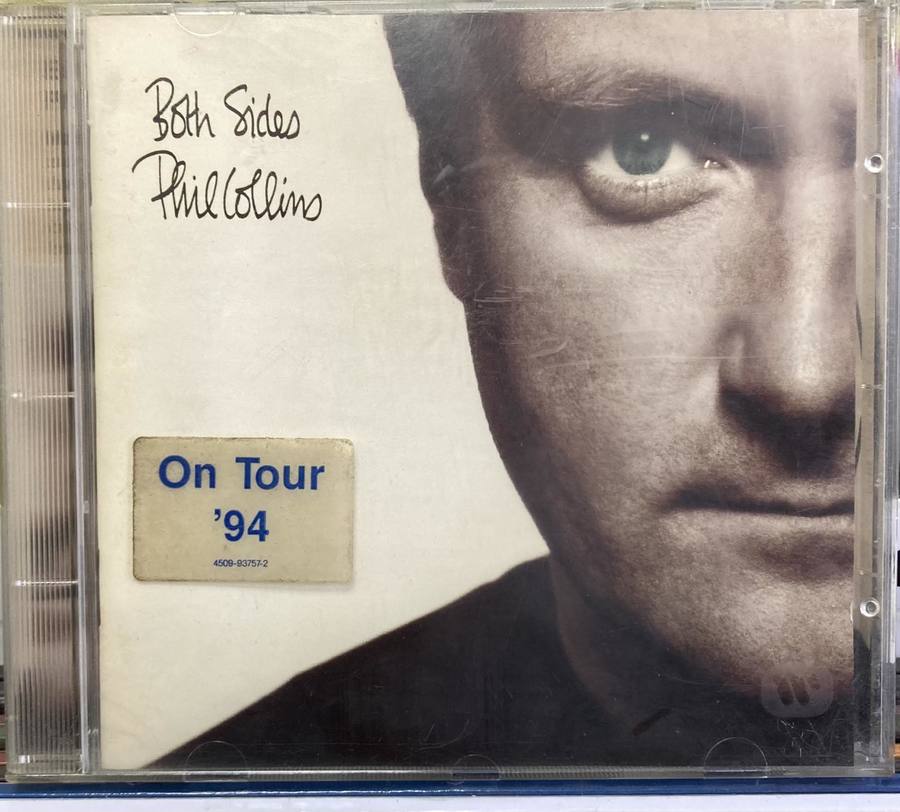 Both Sides
Phil Collins
On Tour
’94
4509-93757-2